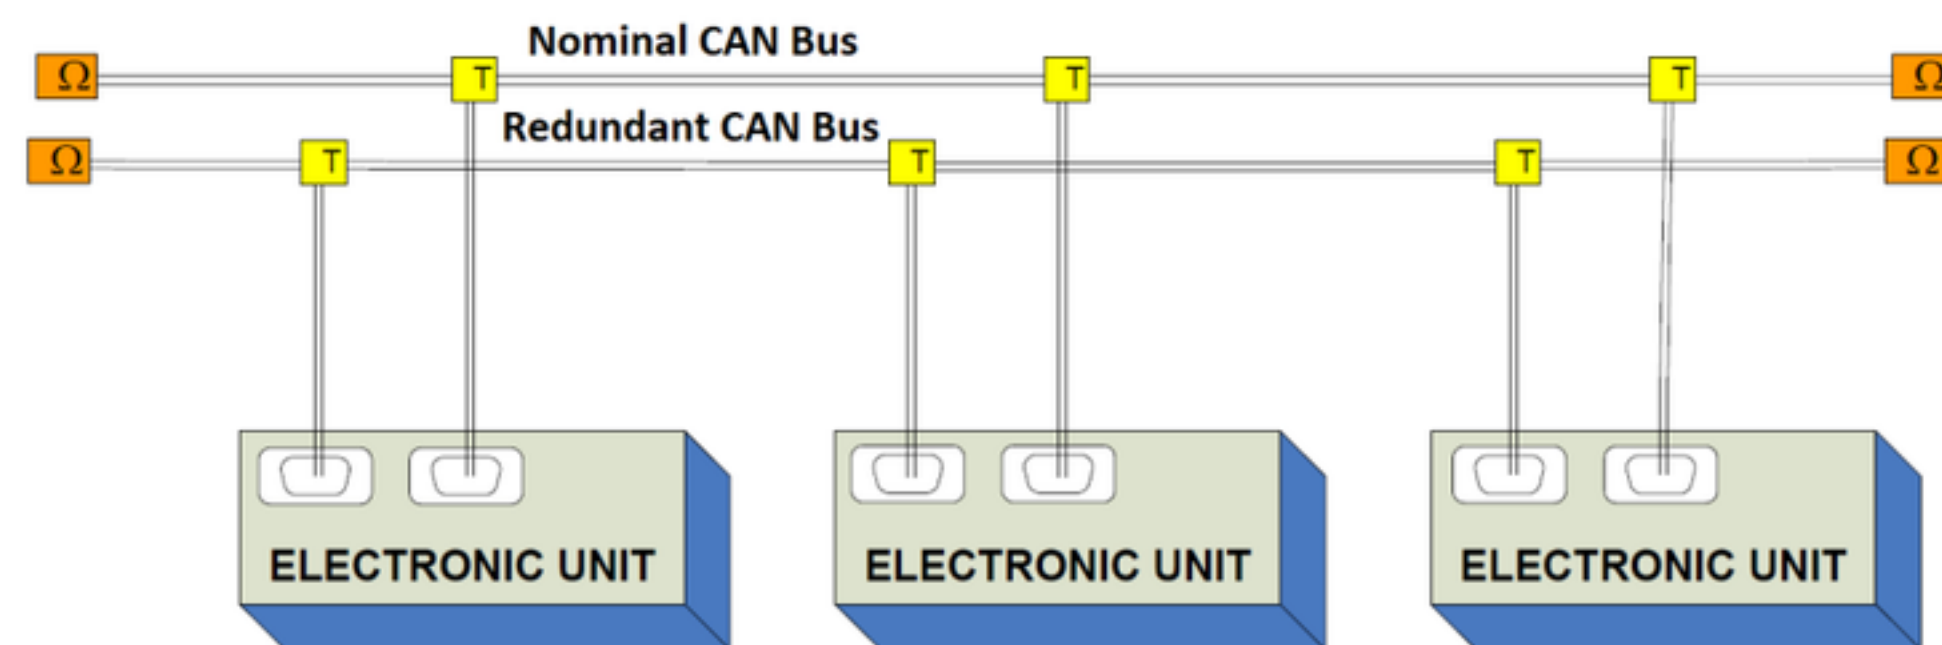 Nominal CAN Bus
Ω T T T Ω
Redundant CAN Bus
Ω T T T Ω
ELECTRONIC UNIT ELECTRONIC UNIT ELECTRONIC UNIT